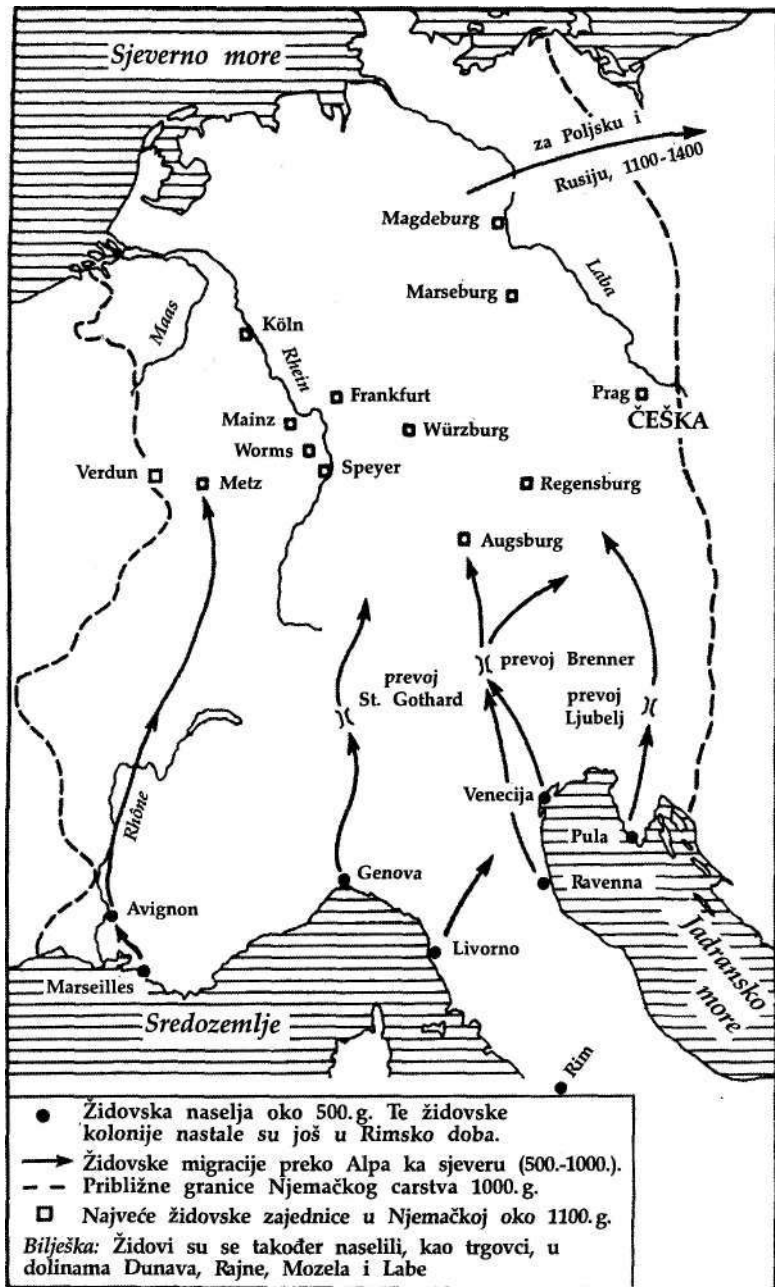 Sjeverno more
za Poljsku i
Rusiju, 1100-1400
Magdeburg
Laba
Marseburg
Maas
Köln
Rhein
Frankfurt
Prag
ČEŠKA
Mainz
Würzburg
Worms
Verdun
Metz
Speyer
Regensburg
Augsburg
prevoj Brenner
prevoj
St. Gothard
prevoj
Ljubelj
Rhône
Venecija
Pula
Genova
Ravenna
Avignon
Livorno
Jadransko
more
Marseilles
Sredozemlje
Rim
Židovska naselja oko 500. g. Te židovske
kolonije nastale su još u Rimsko doba.
Židovske migracije preko Alpa ka sjeveru (500.-1000.).
Približne granice Njemačkog carstva 1000. g.
Najveće židovske zajednice u Njemačkoj oko 1100. g.
Bilješka: Židovi su se također naselili, kao trgovci, u
dolinama Dunava, Rajne, Mozela i Labe